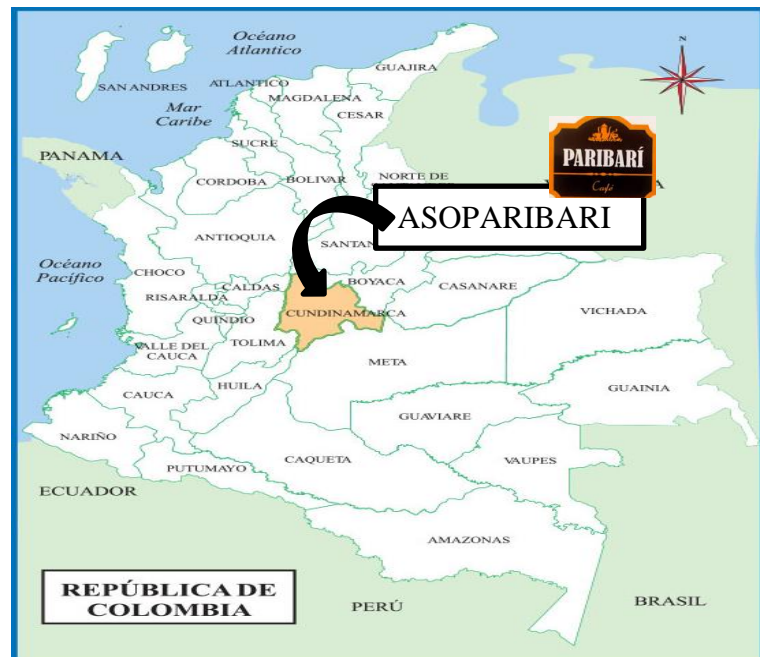 Océano
Atlantico
N
GUAJIRA
SAN ANDRES
ATLANTICO
MAGDALENA
Mar
Caribe
CESAR
SUCRE
PARIBARÍ
Café
PANAMA
CORDOBA
BOLIVAR
NORTE DE
A
ASOPARIBARI
ANTIOQUIA
SANTAN
Océano
Pacífico
CHOCO
CALDAS
BOYACA
CASANARE
RISARALDA
CUNDINAMARCA
VICHADA
QUINDIO
VALLE DEL
CAUCA
TOLIMA
META
HUILA
CAUCA
GUAINIA
GUAVIARE
NARIÑO
CAQUETA
VAUPES
PUTUMAYO
ECUADOR
AMAZONAS
REPÚBLICA DE
COLOMBIA
PERÚ
BRASIL